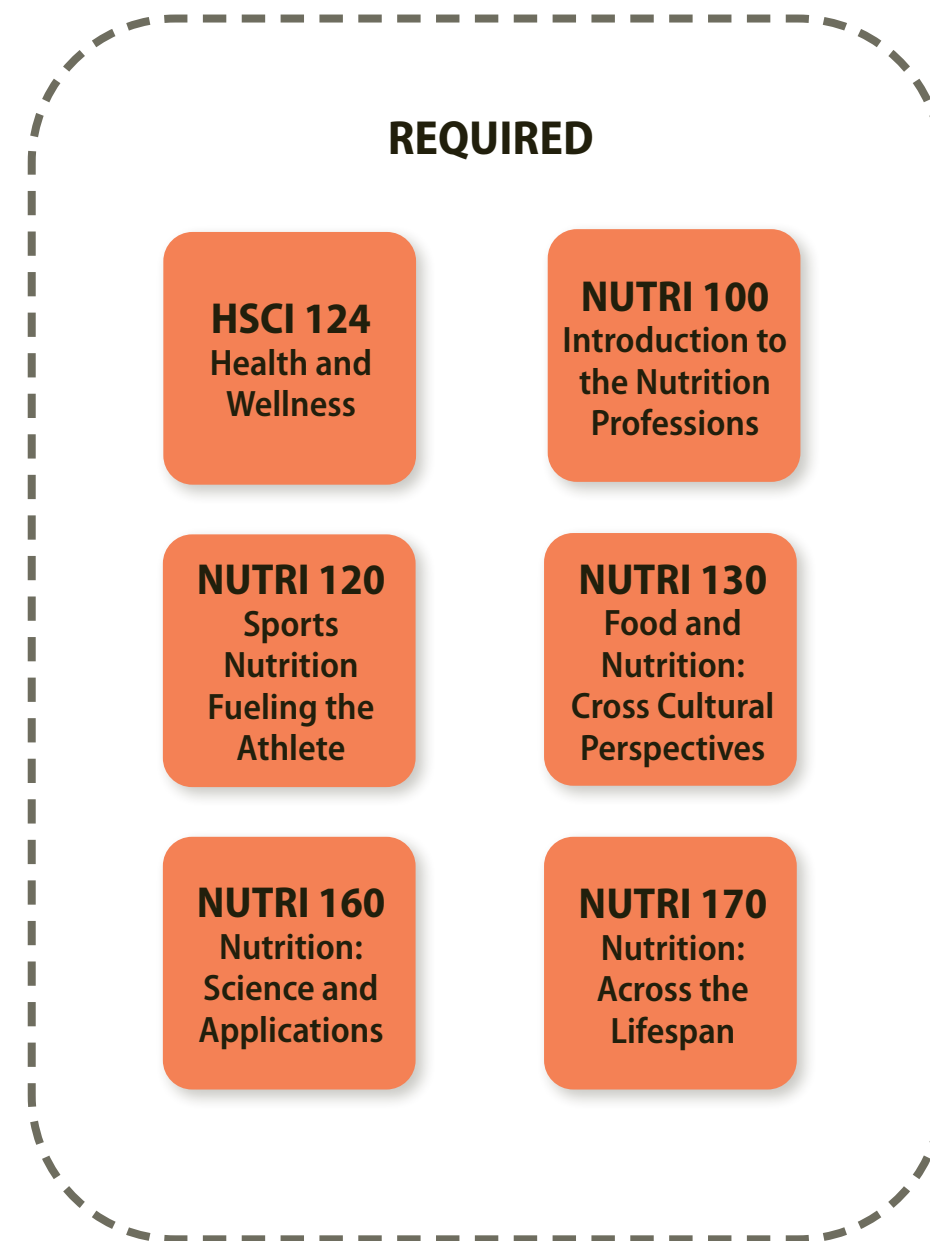 REQUIRED
HSCI 124
Health and
Wellness
NUTRI 100
Introduction to
the Nutrition
Professions
NUTRI 120
Sports
Nutrition
Fueling the
Athlete
NUTRI 130
Food and
Nutrition:
Cross Cultural
Perspectives
NUTRI 160
Nutrition:
Science and
Applications
NUTRI 170
Nutrition:
Across the
Lifespan